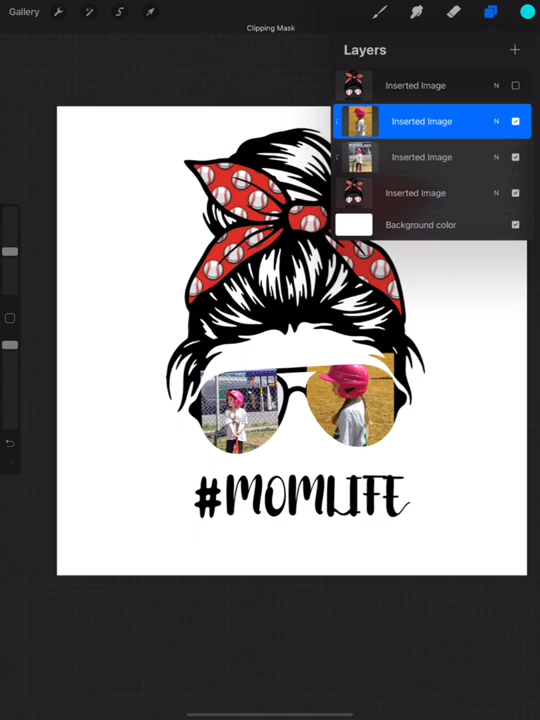 Gallery
Clipping Mask
Layers
Inserted Image N
Inserted Image N
Inserted Image N
Inserted Image N
Background color
#MOMLIFE